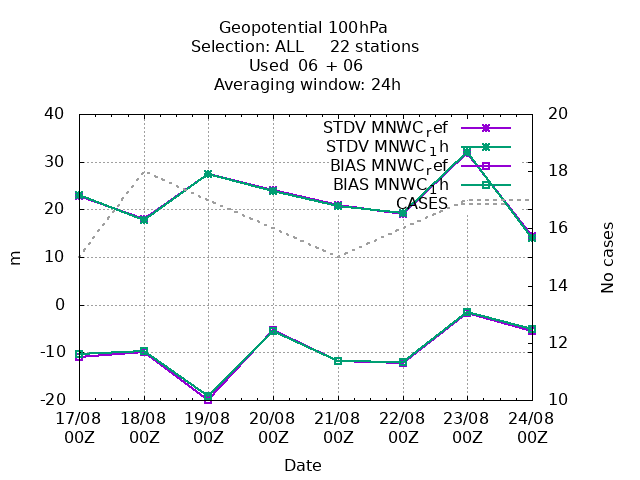 Geopotential 100hPa
Selection: ALL 22 stations
Used 06 + 06
Averaging window: 24h
STDV MNWC_ref
STDV MNWC_1h
BIAS MNWC_ref
BIAS MNWC_1h
CASES
40
30
20
10
0
-10
-20
m
20
18
16
14
12
10
No cases
17/08 18/08 19/08 20/08 21/08 22/08 23/08 24/08
00Z 00Z 00Z 00Z 00Z 00Z 00Z 00Z
Date